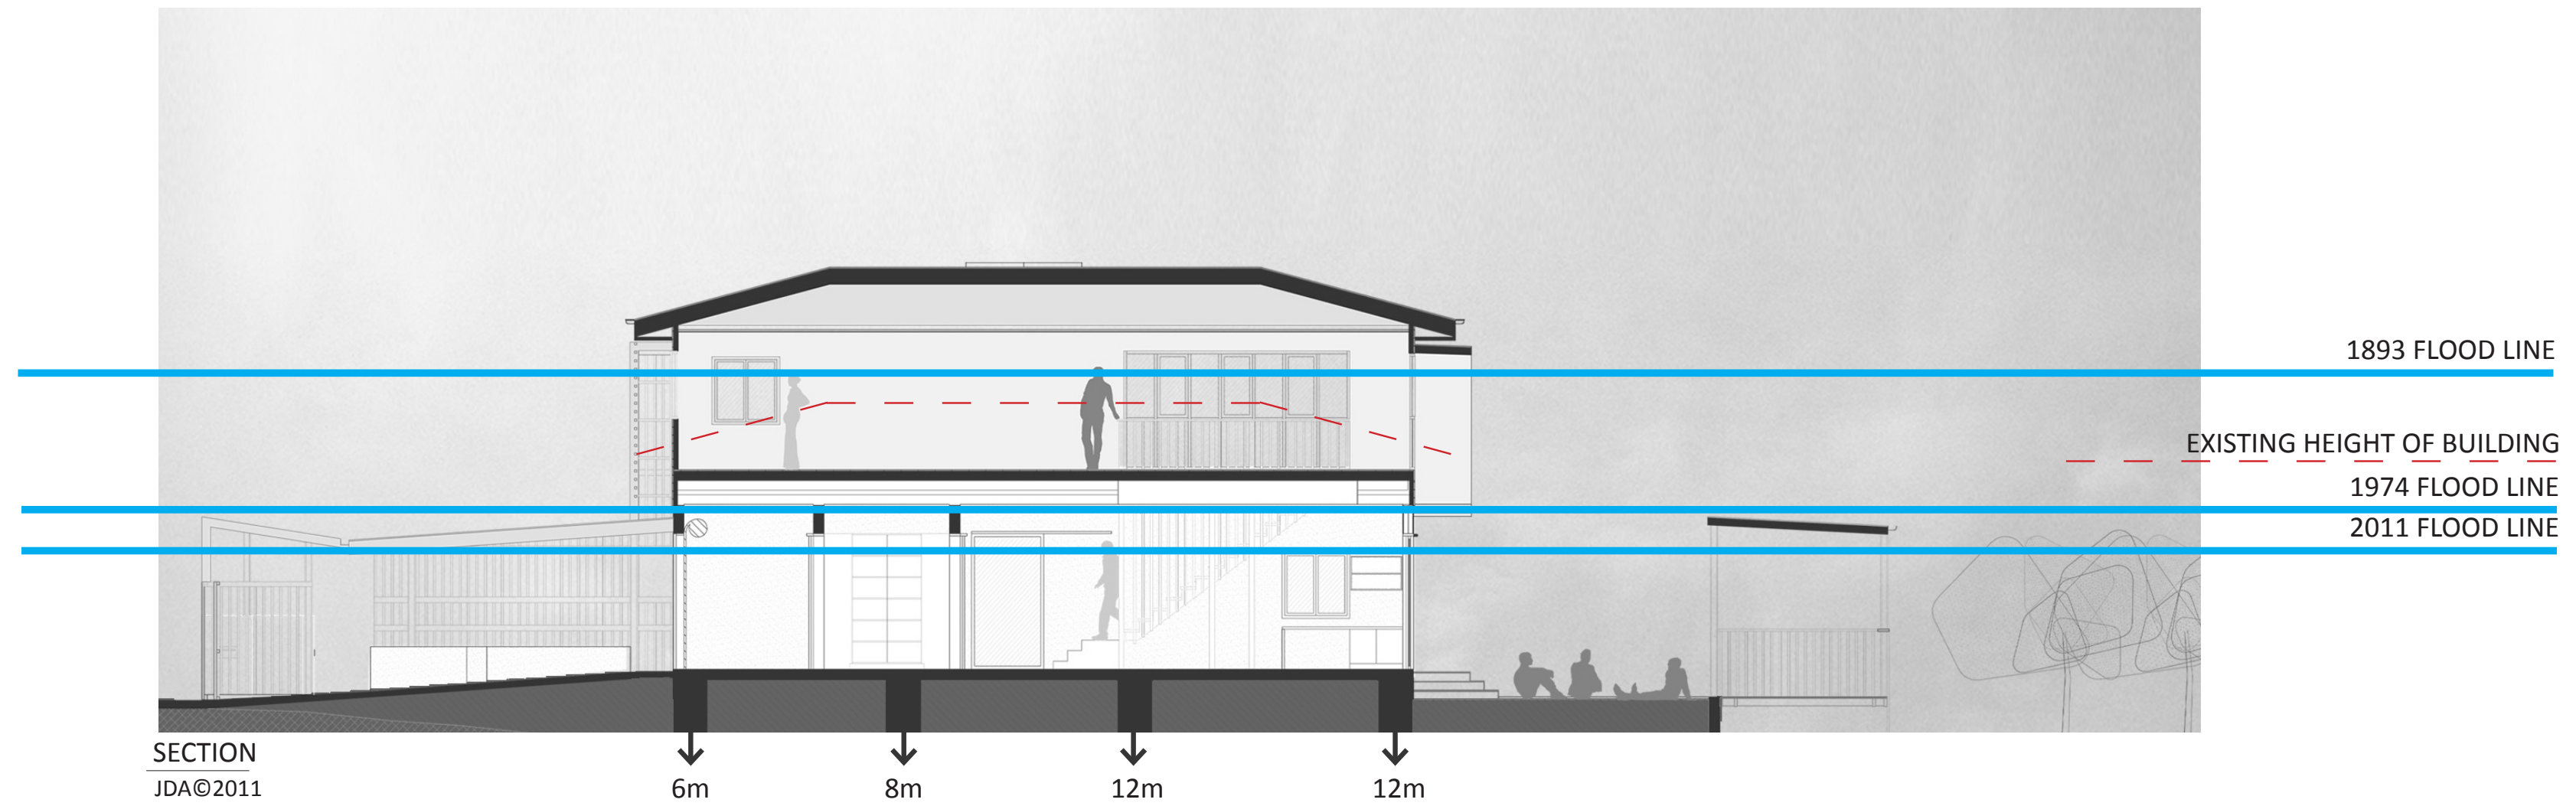 1893 FLOOD LINE
EXISTING HEIGHT OF BUILDING
1974 FLOOD LINE
2011 FLOOD LINE
SECTION
JDA©2011
6m
8m
12m
12m